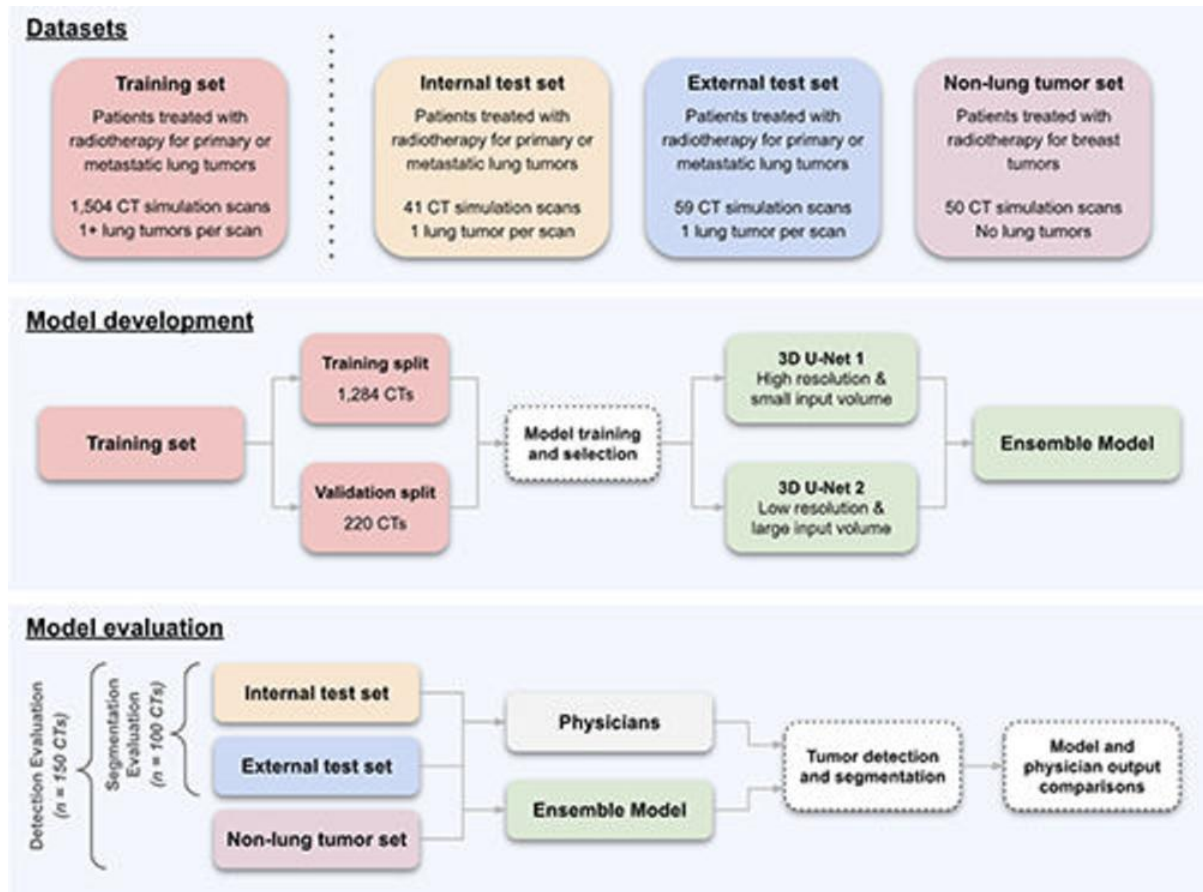 Datasets
Training set
Patients treated with
radiotherapy for primary or
metastatic lung tumors
1,504 CT simulation scans
1+ lung tumors per scan
Internal test set
Patients treated with
radiotherapy for primary or
metastatic lung tumors
41 CT simulation scans
1 lung tumor per scan
External test set
Patients treated with
radiotherapy for primary or
metastatic lung tumors
59 CT simulation scans
1 lung tumor per scan
Non-lung tumor set
Patients treated with
radiotherapy for breast
tumors
50 CT simulation scans
No lung tumors
Model development
Training set
Training split
1,284 CTs
Validation split
220 CTs
Model training
and selection
3D U-Net 1
High resolution &
small input volume
3D U-Net 2
Low resolution &
large input volume
Ensemble Model
Model evaluation
Detection Evaluation
(n = 150 CTs)
Segmentation
Evaluation
(n = 100 CTs)
Internal test set
External test set
Non-lung tumor set
Physicians
Ensemble Model
Tumor detection
and segmentation
Model and
physician output
comparisons